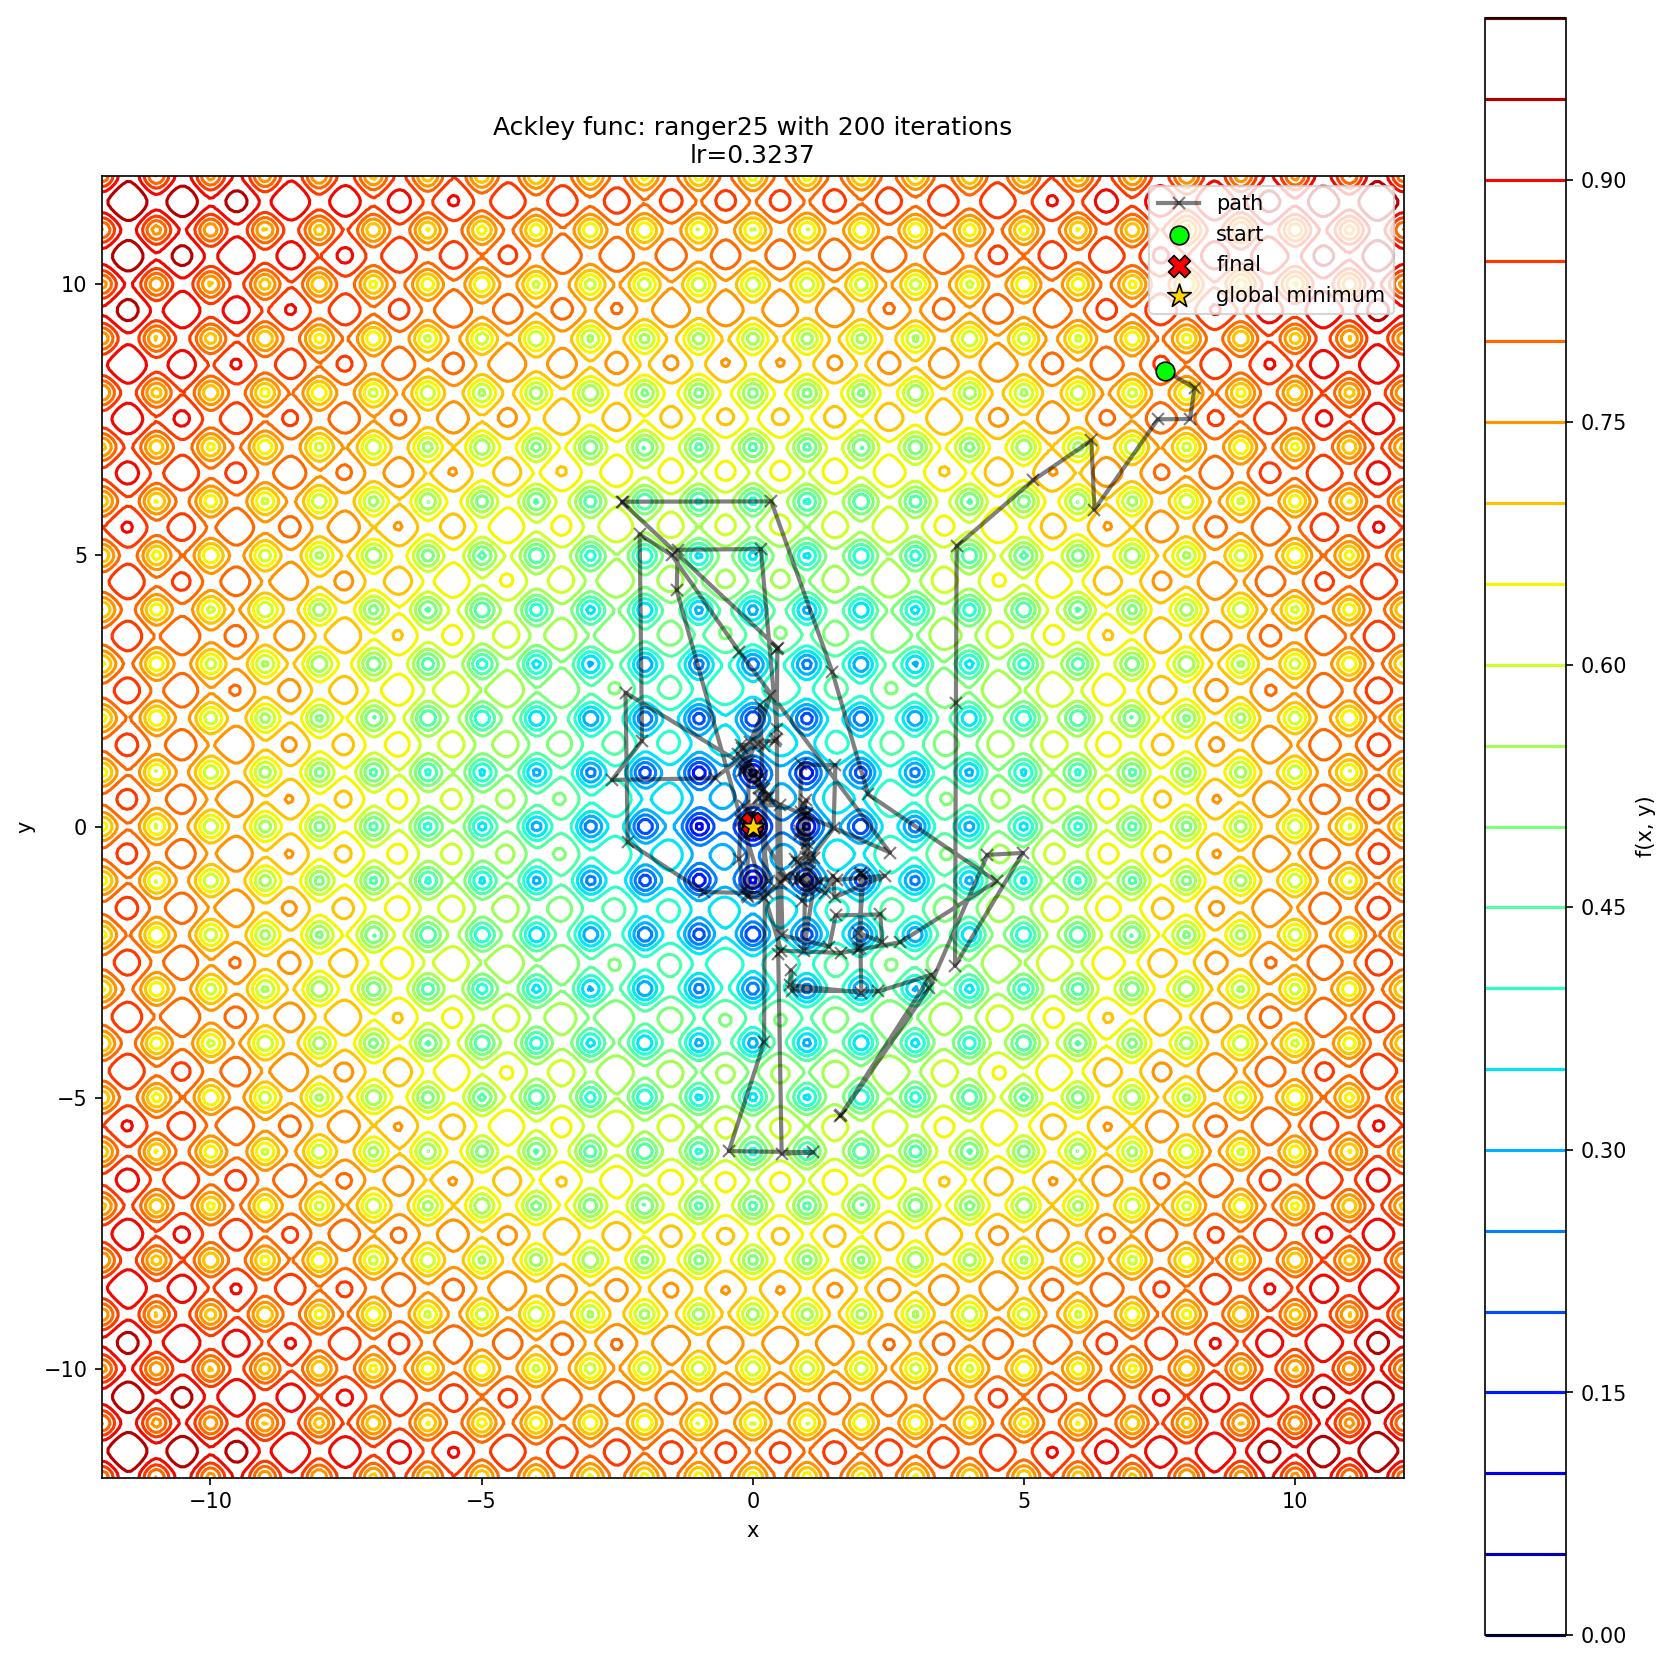 Ackley func: ranger25 with 200 iterations
lr=0.3237
path
start
final
global minimum
10
5
0
−5
−10
y
−10
−5
0
5
10
x
0.90
0.75
0.60
0.45
0.30
0.15
0.00
f(x, y)